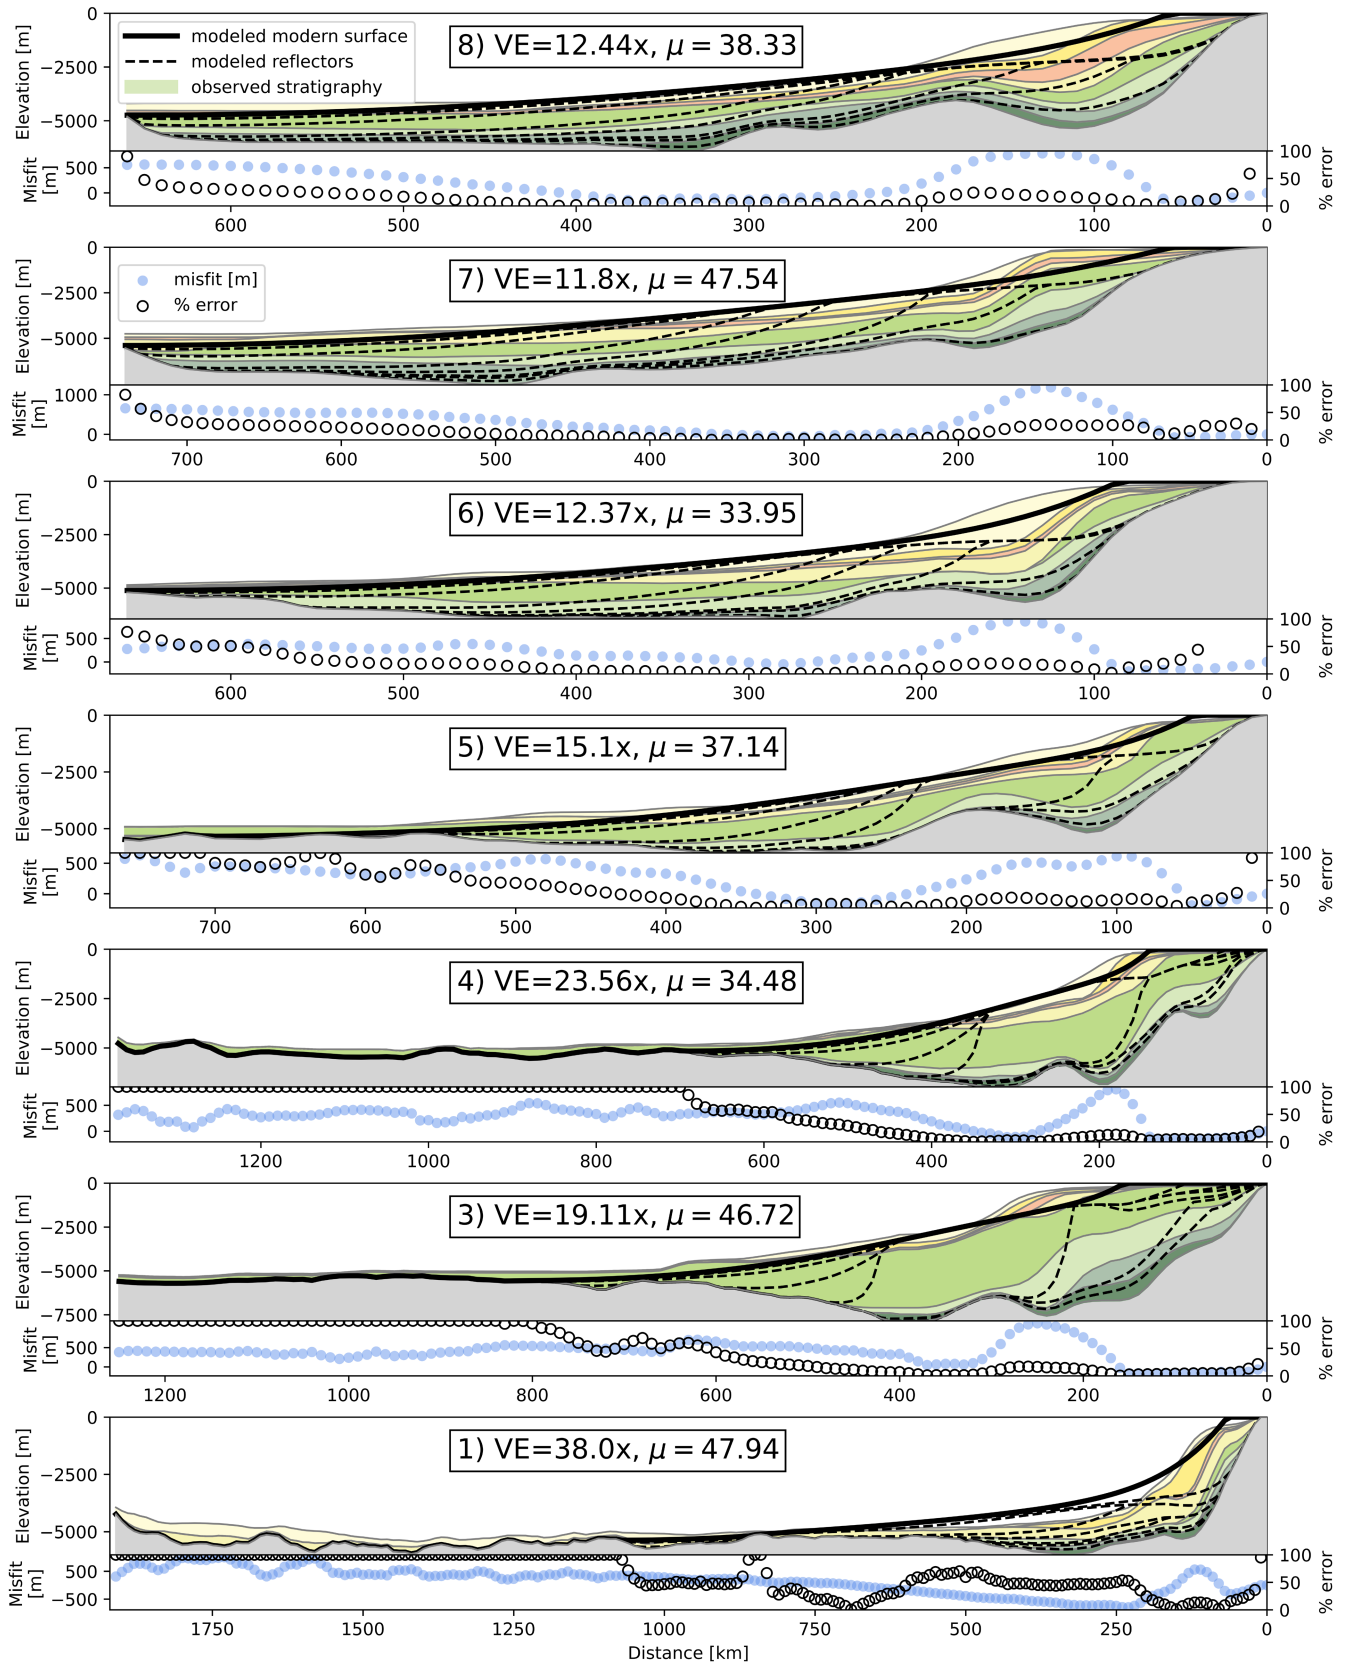 0
−2500
−5000
Elevation [m]
modeled modern surface
modeled reflectors
observed stratigraphy
8) VE=12.44x, μ = 38.33
500
0
Misfit
[m]
100
50
0
% error
600 500 400 300 200 100 0
0
−2500
−5000
Elevation [m]
misfit [m]
% error
7) VE=11.8x, μ = 47.54
1000
0
Misfit
[m]
100
50
0
% error
700 600 500 400 300 200 100 0
0
−2500
−5000
Elevation [m]
6) VE=12.37x, μ = 33.95
500
0
Misfit
[m]
100
50
0
% error
600 500 400 300 200 100 0
0
−2500
−5000
Elevation [m]
5) VE=15.1x, μ = 37.14
500
0
Misfit
[m]
100
50
0
% error
700 600 500 400 300 200 100 0
0
−2500
−5000
Elevation [m]
4) VE=23.56x, μ = 34.48
500
0
Misfit
[m]
100
50
0
% error
1200 1000 800 600 400 200 0
0
−2500
−5000
−7500
Elevation [m]
3) VE=19.11x, μ = 46.72
500
0
Misfit
[m]
100
50
0
% error
1200 1000 800 600 400 200 0
0
−2500
−5000
Elevation [m]
1) VE=38.0x, μ = 47.94
500
−500
Misfit
[m]
100
50
0
% error
1750 1500 1250 1000 750 500 250 0
Distance [km]